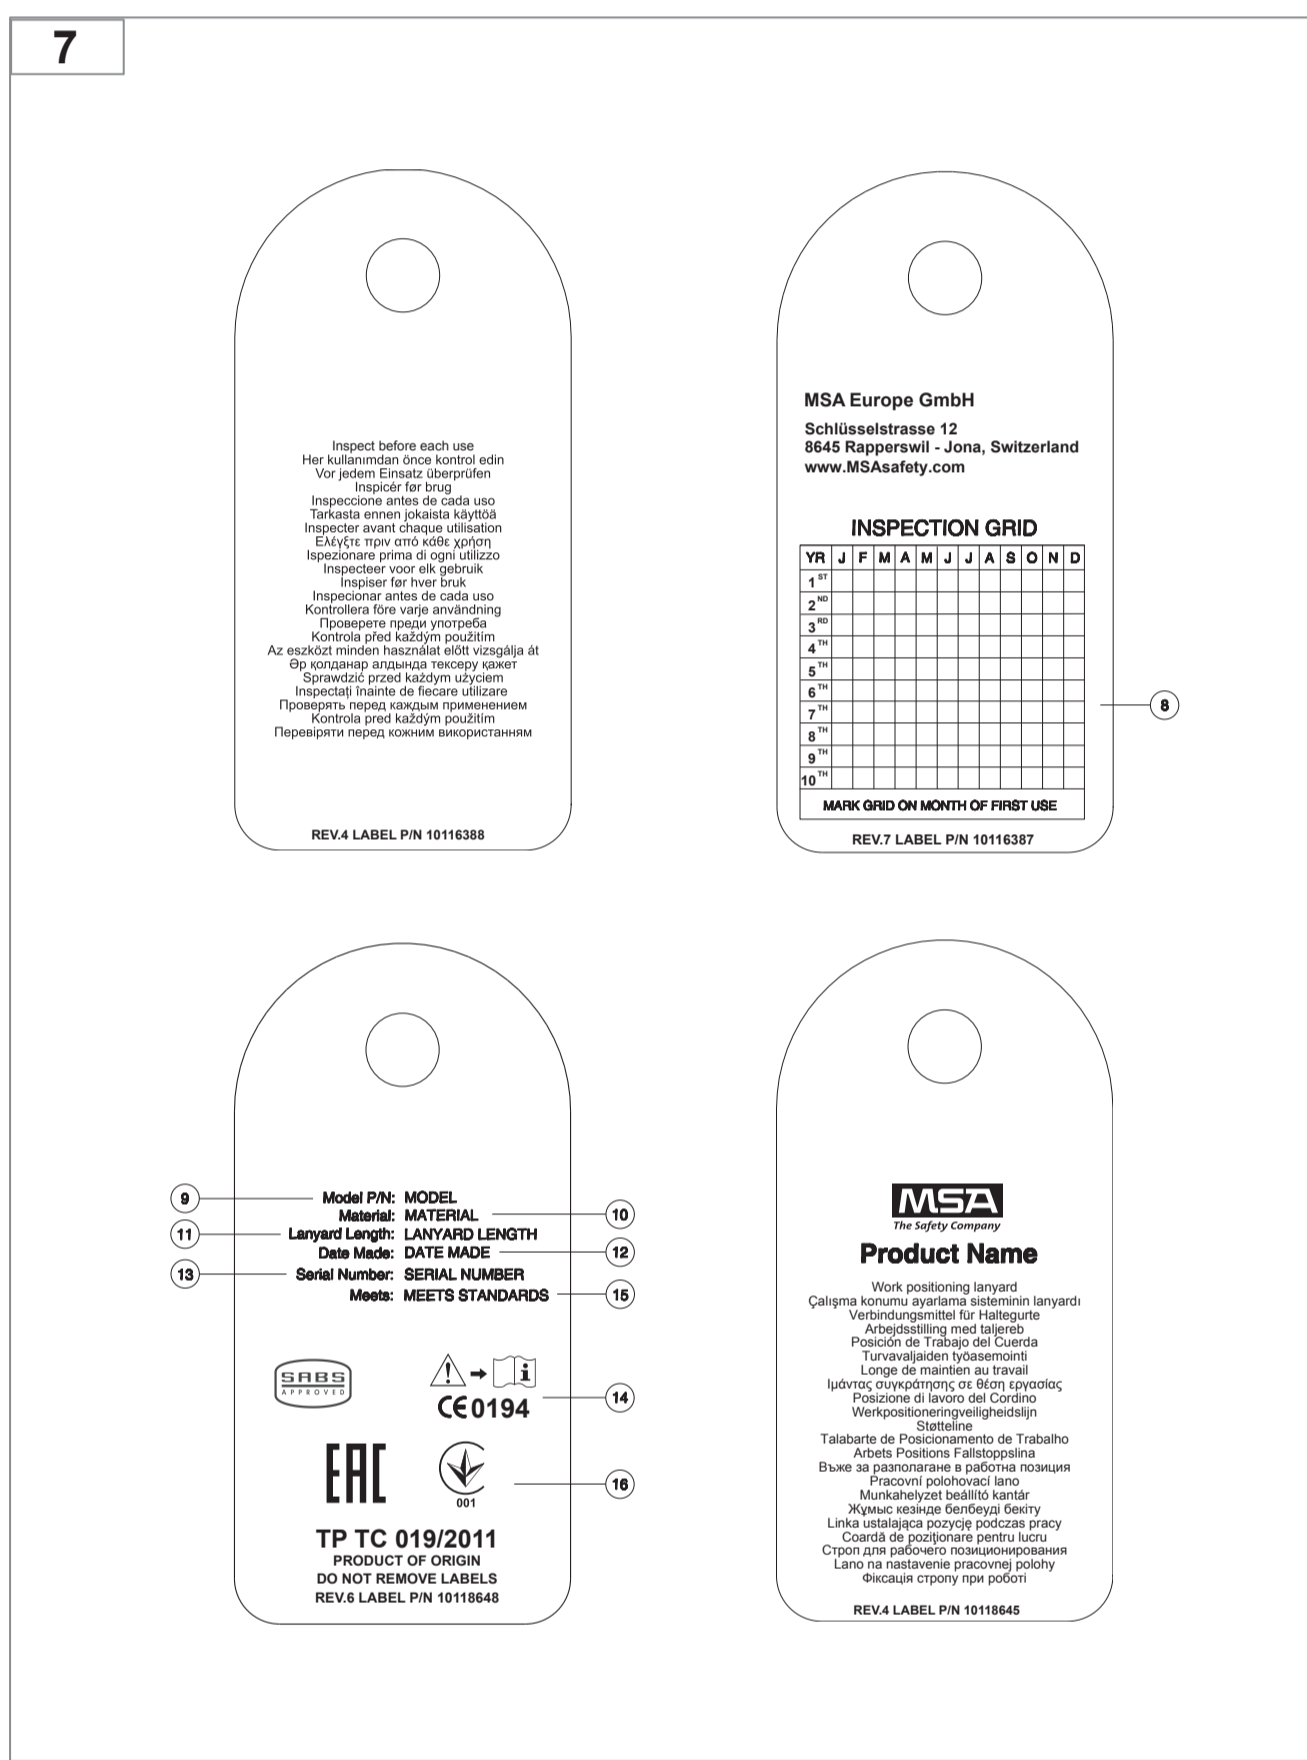 7
Inspect before each use
Her kullanımdan önce kontrol edin
Vor jedem Einsatz überprüfen
Inspicér før brug
Inspeccione antes de cada uso
Tarkasta ennen jokaista käyttöä
Inspecter avant chaque utilisation
Ελέγξτε πριν από κάθε χρήση
Ispezionare prima di ogni utilizzo
Inspecteer voor elk gebruik
Inspiser før hver bruk
Inspecionar antes de cada uso
Kontrollera före varje användning
Проверете преди употреба
Kontrola před každým použitím
Az eszközt minden használat előtt vizsgálja át
Әр қолданар алдында тексеру қажет
Sprawdzić przed każdym użyciem
Inspectați înainte de fiecare utilizare
Проверять перед каждым применением
Kontrola pred každým použitím
Перевіряти перед кожним використанням
REV.4 LABEL P/N 10116388
MSA Europe GmbH
Schlüsselstrasse 12
8645 Rapperswil - Jona, Switzerland
www.MSAsafety.com
INSPECTION GRID
YR J F M A M J J A S O N D
1ST
2ND
3RD
4TH
5TH
6TH
7TH
8TH
9TH
10TH
MARK GRID ON MONTH OF FIRST USE
REV.7 LABEL P/N 10116387
8
9 Model P/N: MODEL
Material: MATERIAL 10
11 Lanyard Length: LANYARD LENGTH
Date Made: DATE MADE 12
13 Serial Number: SERIAL NUMBER
Meets: MEETS STANDARDS 15
SABS
APPROVED
! i
CE0194 14
EAC
001
16
TP TC 019/2011
PRODUCT OF ORIGIN
DO NOT REMOVE LABELS
REV.6 LABEL P/N 10118648
MSA
The Safety Company
Product Name
Work positioning lanyard
Çalışma konumu ayarlama sisteminin lanyardı
Verbindungsmittel für Haltegurte
Arbejdsstilling med taljereb
Posición de Trabajo del Cuerda
Turvavaljaiden työasemointi
Longe de maintien au travail
Ιμάντας συγκράτησης σε θέση εργασίας
Posizione di lavoro del Cordino
Werkpositioneringveiligheidslijn
Støtteline
Talabarte de Posicionamento de Trabalho
Arbets Positions Fallstoppslina
Въже за разполагане в работна позиция
Pracovní polohovací lano
Munkahelyzet beállító kantár
Жұмыс кезінде белбеуді бекіту
Linka ustalająca pozycję podczas pracy
Coardă de poziţionare pentru lucru
Строп для рабочего позиционирования
Lano na nastavenie pracovnej polohy
Фіксація стропу при роботі
REV.4 LABEL P/N 10118645